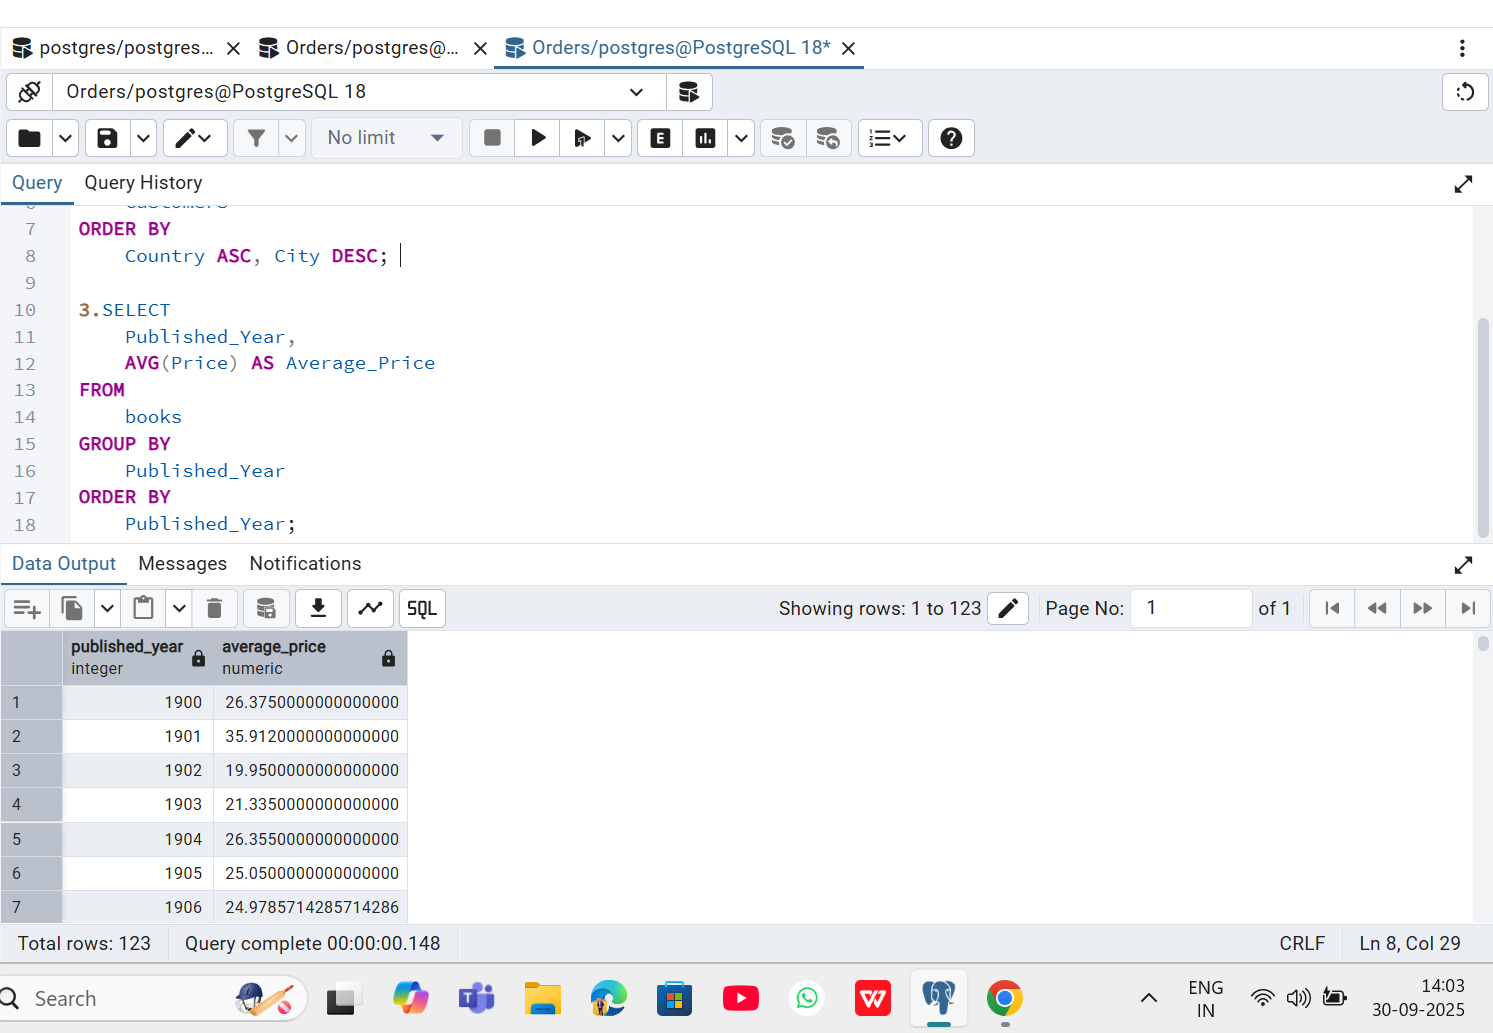 postgres/postgres...
Orders/postgres@...
Orders/postgres@PostgreSQL 18*
Orders/postgres@PostgreSQL 18
No limit
E
Query
Query History
6 Customers
7 ORDER BY
8 Country ASC, City DESC;
9
10 3.SELECT
11 Published_Year,
12 AVG(Price) AS Average_Price
13 FROM
14 books
15 GROUP BY
16 Published_Year
17 ORDER BY
18 Published_Year;
Data Output
Messages
Notifications
SQL
Showing rows: 1 to 123
Page No:
1
of 1
published_year
integer
average_price
numeric
1 1900 26.3750000000000000
2 1901 35.9120000000000000
3 1902 19.9500000000000000
4 1903 21.3350000000000000
5 1904 26.3550000000000000
6 1905 25.0500000000000000
7 1906 24.9785714285714286
Total rows: 123
Query complete 00:00:00.148
CRLF
Ln 8, Col 29
Search
ENG
IN
14:03
30-09-2025